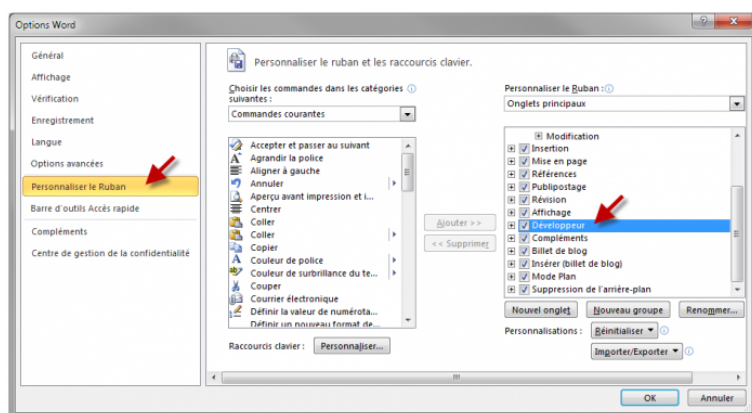 Options Word
Général
Affichage
Vérification
Enregistrement
Langue
Options avancées
Personnaliser le Ruban
Barre d'outils Accès rapide
Compléments
Centre de gestion de la confidentialité
Personnaliser le ruban et les raccourcis clavier.
Choisir les commandes dans les catégories
suivantes :
Commandes courantes
Accepter et passer au suivant
Agrandir la police
Aligner à gauche
Annuler
Aperçu avant impression et i...
Centrer
Coller
Coller
Copier
Couleur de police
Couleur de surbrillance du te...
Couper
Courrier électronique
Définir la valeur de numérota...
Définir un nouveau format de...
Raccourcis clavier :
Personnaliser...
Ajouter >>
<< Supprimer
Personnaliser le Ruban :
Onglets principaux
Modification
Insertion
Mise en page
Références
Publipostage
Révision
Affichage
Développeur
Compléments
Billet de blog
Insérer (billet de blog)
Mode Plan
Suppression de l'arrière-plan
Nouvel onglet
Nouveau groupe
Renommer...
Personnalisations :
Réinitialiser
Importer/Exporter
OK
Annuler